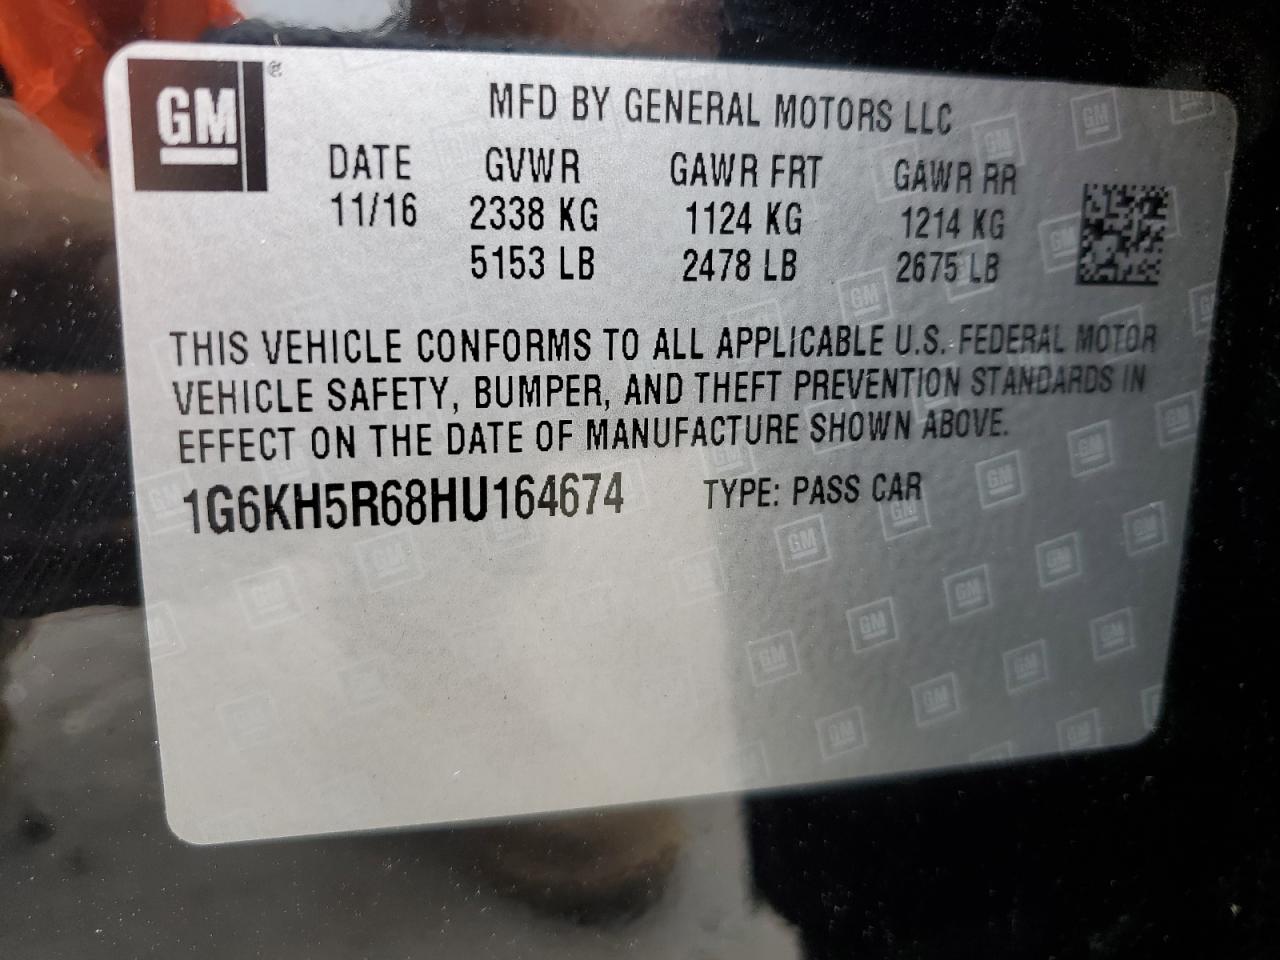 GM ® MFD BY GENERAL MOTORS LLC
DATE GVWR GAWR FRT GAWR RR
11/16 2338 KG 1124 KG 1214 KG
5153 LB 2478 LB 2675 LB
THIS VEHICLE CONFORMS TO ALL APPLICABLE U.S. FEDERAL MOTOR
VEHICLE SAFETY, BUMPER, AND THEFT PREVENTION STANDARDS IN
EFFECT ON THE DATE OF MANUFACTURE SHOWN ABOVE.
1G6KH5R68HU164674 TYPE: PASS CAR